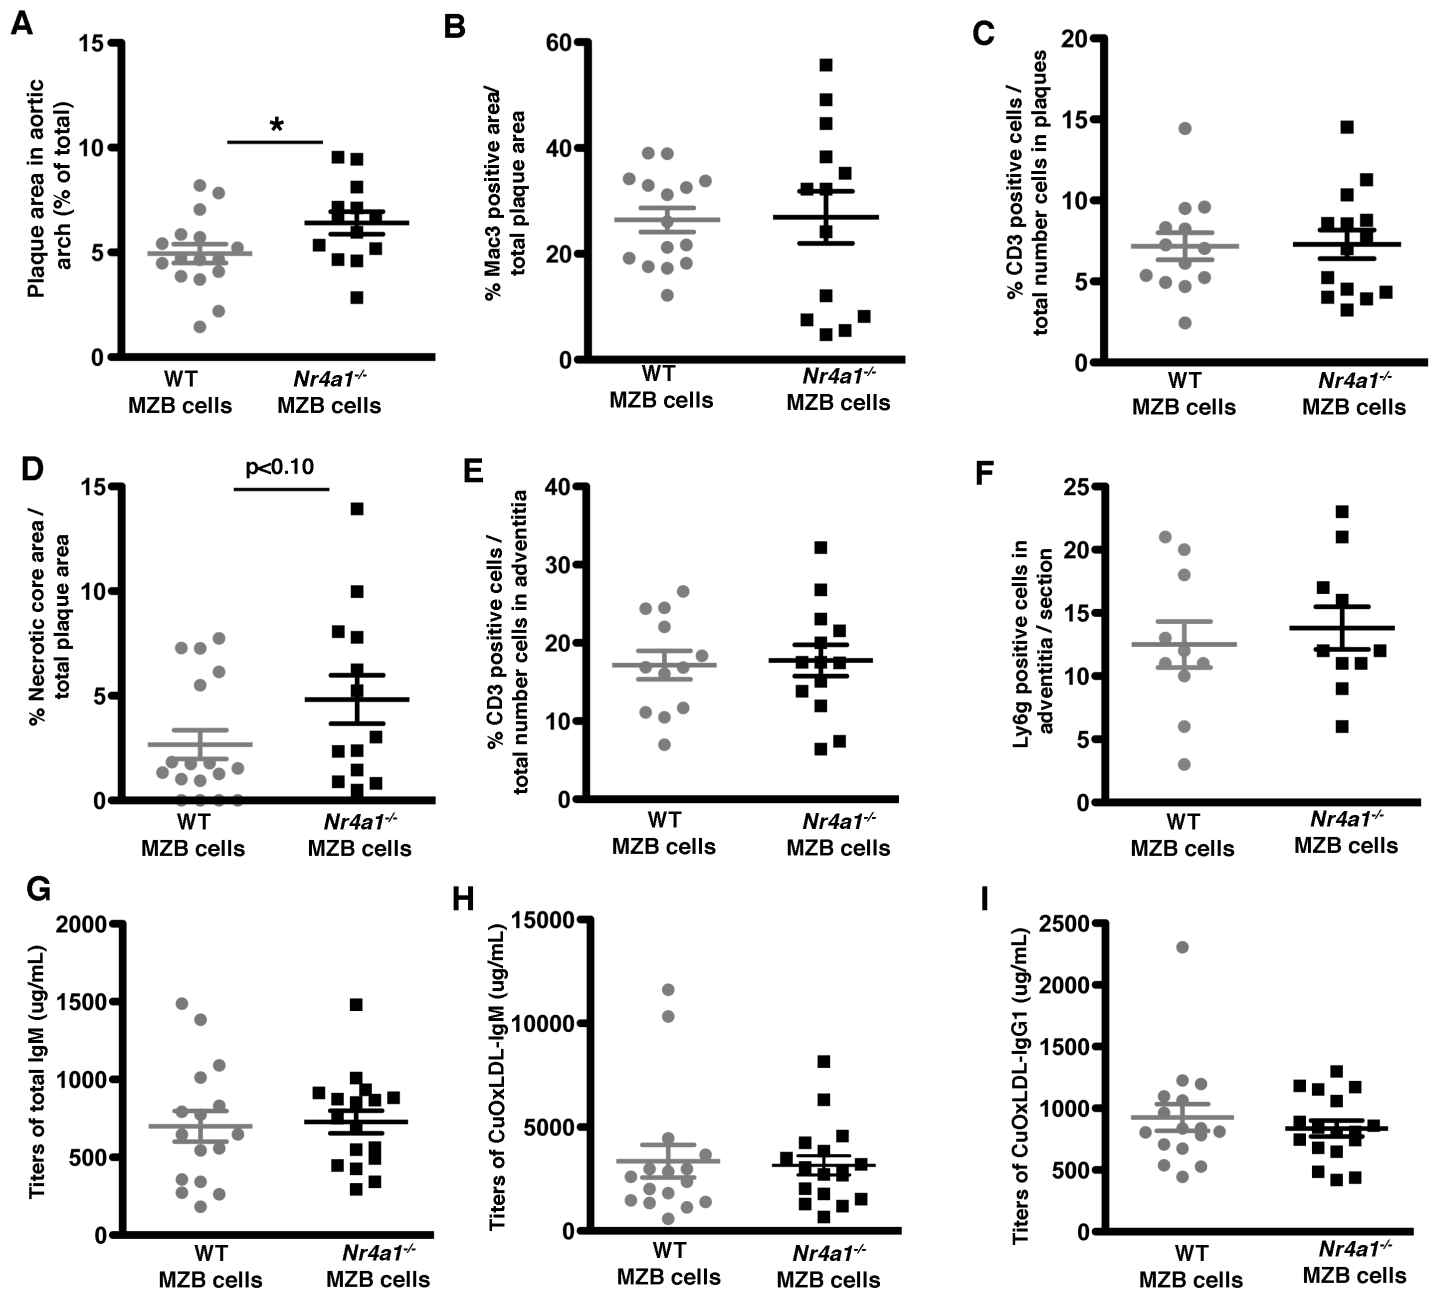 A
Plaque area in aortic
arch (% of total)
15
10
5
0
*
WT
MZB cells
Nr4a1-/-
MZB cells
B
% Mac3 positive area/
total plaque area
60
40
20
0
WT
MZB cells
Nr4a1-/-
MZB cells
C
% CD3 positive cells /
total number cells in plaques
20
15
10
5
0
WT
MZB cells
Nr4a1-/-
MZB cells
D
% Necrotic core area /
total plaque area
15
10
5
0
p<0.10
WT
MZB cells
Nr4a1-/-
MZB cells
E
% CD3 positive cells /
total number cells in adventitia
40
30
20
10
0
WT
MZB cells
Nr4a1-/-
MZB cells
F
Ly6g positive cells in
adventitia / section
25
20
15
10
5
0
WT
MZB cells
Nr4a1-/-
MZB cells
G
Titers of total IgM (ug/mL)
2000
1500
1000
500
0
WT
MZB cells
Nr4a1-/-
MZB cells
H
Titers of CuOxLDL-IgM (ug/mL)
15000
10000
5000
0
WT
MZB cells
Nr4a1-/-
MZB cells
I
Titers of CuOxLDL-IgG1 (ug/mL)
2500
2000
1500
1000
500
0
WT
MZB cells
Nr4a1-/-
MZB cells